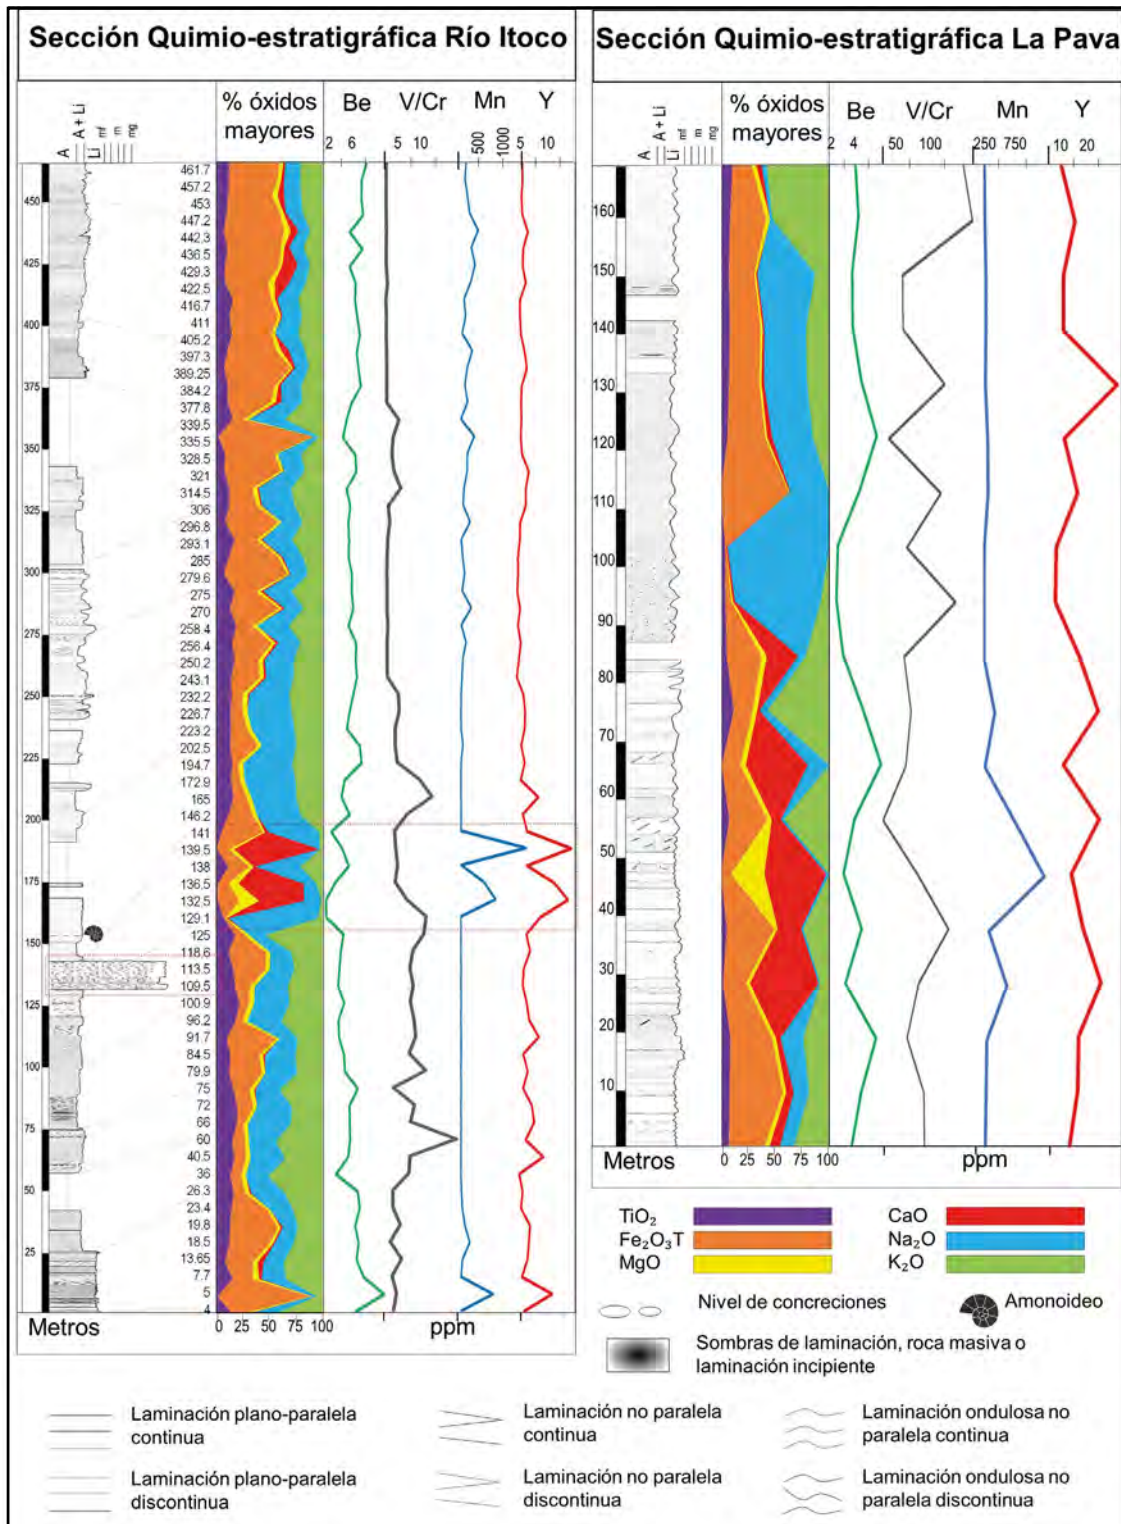 Sección Quimio-estratigráfica Río Itoco
A
A + Li
Li
mf
m
mg
% óxidos
mayores
Be
2 6
V/Cr
5 10
Mn
500 1000
Y
5 10
450
425
400
375
350
325
300
275
250
225
200
175
150
125
100
75
50
25
461.7
457.2
453
447.2
442.3
436.5
429.3
422.5
416.7
411
405.2
397.3
389.25
384.2
377.8
339.5
335.5
328.5
321
314.5
306
296.8
293.1
285
279.6
275
270
258.4
256.4
250.2
243.1
232.2
226.7
223.2
202.5
194.7
172.9
165
146.2
141
139.5
138
136.5
132.5
129.1
125
118.6
113.5
109.5
100.9
96.2
91.7
84.5
79.9
75
72
66
60
40.5
36
26.3
23.4
19.8
18.5
13.65
7.7
5
4
Metros
0 25 50 75 100
ppm
Sección Quimio-estratigráfica La Pava
A
A + Li
Li
mf
m
mg
% óxidos
mayores
Be
2 4
V/Cr
50 100
Mn
250 750
Y
10 20
160
150
140
130
120
110
100
90
80
70
60
50
40
30
20
10
Metros
0 25 50 75 100
ppm
TiO₂
Fe₂O₃T
MgO
CaO
Na₂O
K₂O
Nivel de concreciones
Amonoideo
Sombras de laminación, roca masiva o
laminación incipiente
Laminación plano-paralela
continua
Laminación no paralela
continua
Laminación ondulosa no
paralela continua
Laminación plano-paralela
discontinua
Laminación no paralela
discontinua
Laminación ondulosa no
paralela discontinua